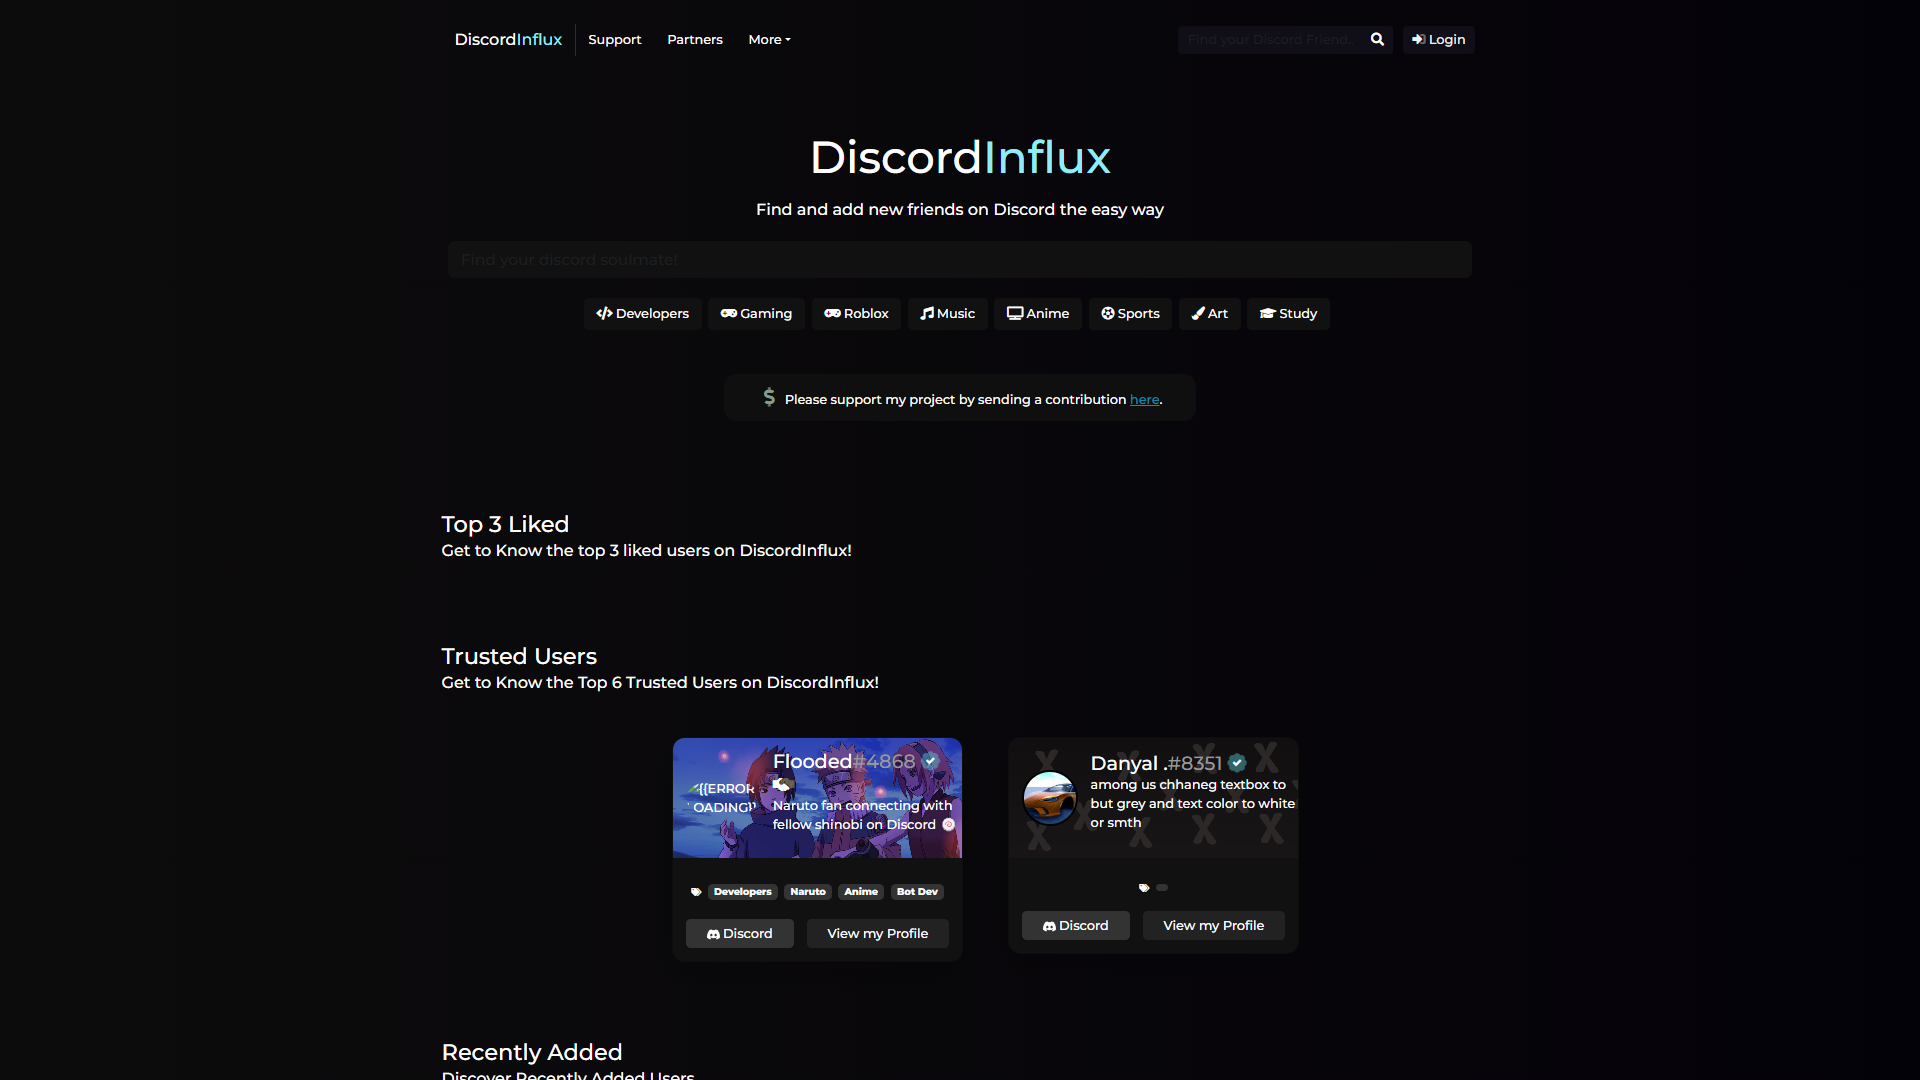 DiscordInflux
Support
Partners
More
Find your Discord Friend..
Login
DiscordInflux
Find and add new friends on Discord the easy way
Find your discord soulmate!
Developers
Gaming
Roblox
Music
Anime
Sports
Art
Study
Please support my project by sending a contribution here.
Top 3 Liked
Get to Know the top 3 liked users on DiscordInflux!
Trusted Users
Get to Know the Top 6 Trusted Users on DiscordInflux!
Flooded#4868
{{ERROR
OADING}}
Naruto fan connecting with
fellow shinobi on Discord
Developers
Naruto
Anime
Bot Dev
Discord
View my Profile
Danyal .#8351
among us chhaneg textbox to
but grey and text color to white
or smth
Discord
View my Profile
Recently Added
Discover Recently Added Users